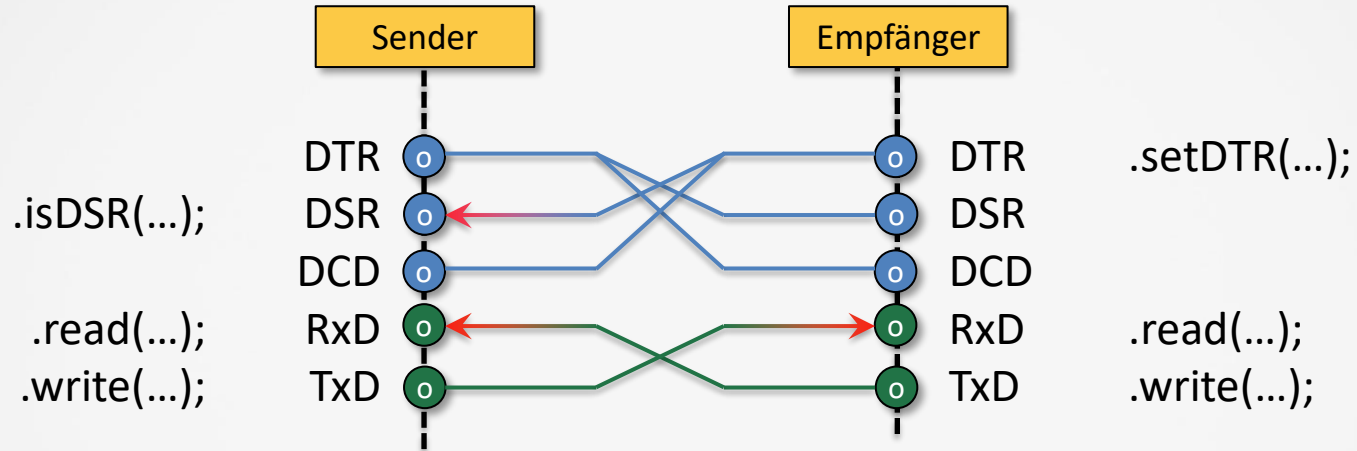 Sender Empfänger
DTR o o DTR .setDTR(...);
.isDSR(...); DSR o o DSR
DCD o o DCD
.read(...); RxD o o RxD .read(...);
.write(...); TxD o o TxD .write(...);